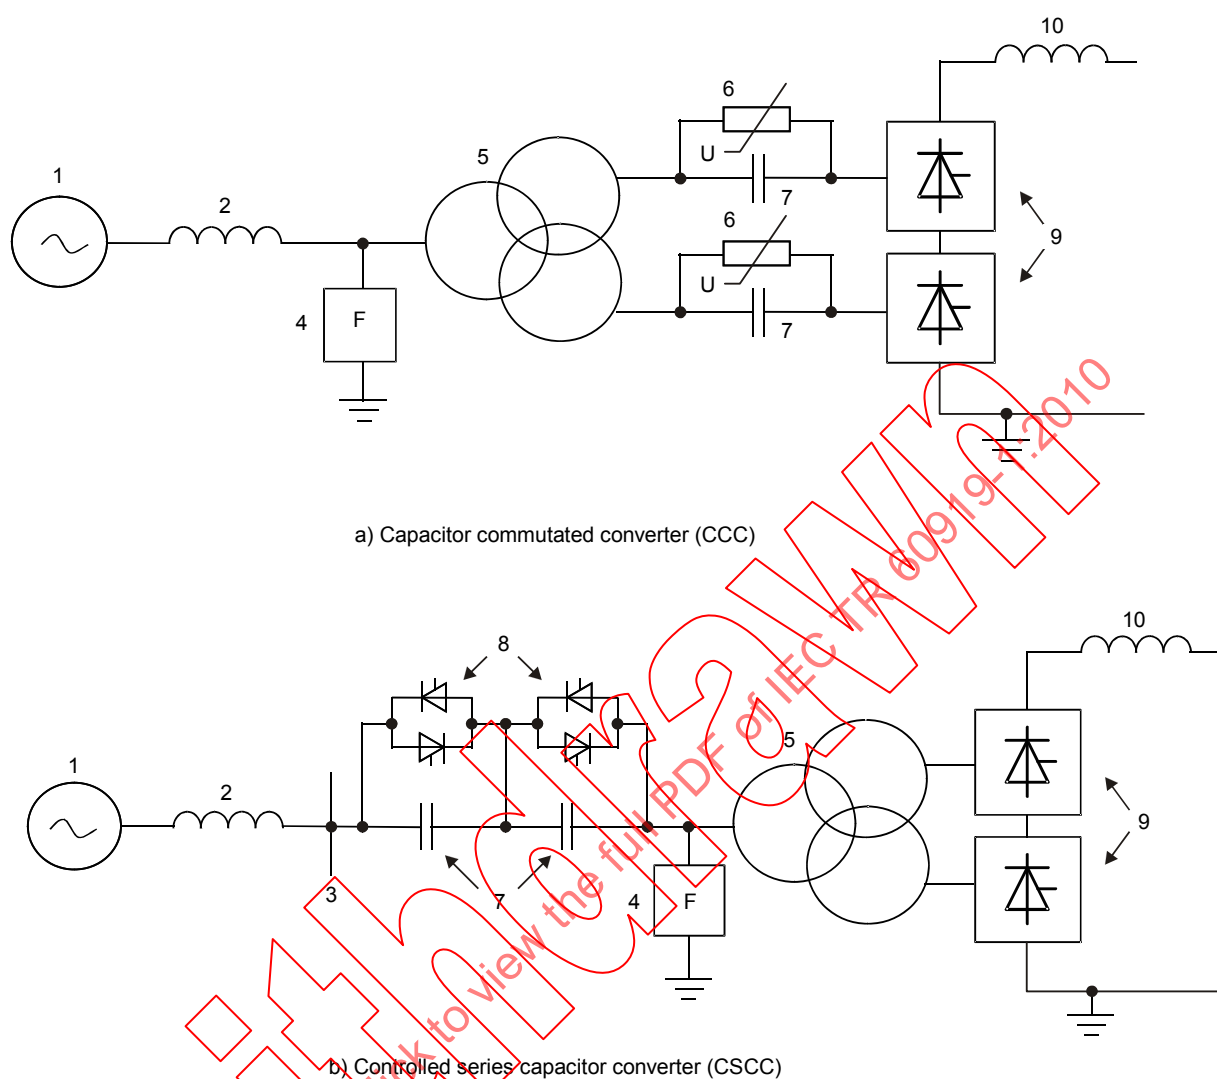 10
6
U
7
5
1
2
6
U
7
9
4
F
a) Capacitor commutated converter (CCC)
10
8
5
1
2
9
3
7
4
F
b) Controlled series capacitor converter (CSCC)
ck to view the full PDF of IEC TR 60919-1:2010
ithdrawn